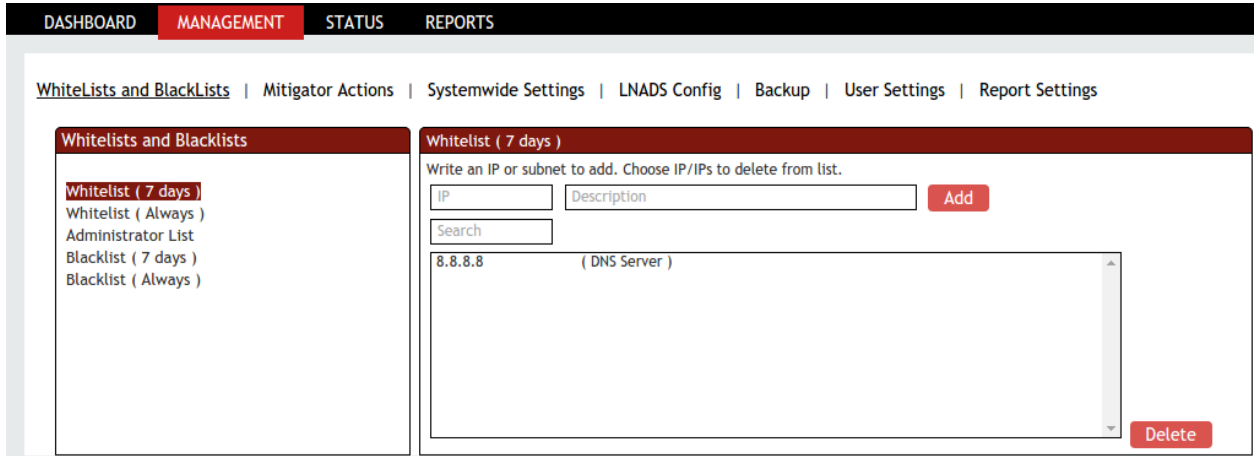 DASHBOARD MANAGEMENT STATUS REPORTS
WhiteLists and BlackLists | Mitigator Actions | Systemwide Settings | LNADS Config | Backup | User Settings | Report Settings
Whitelists and Blacklists
Whitelist ( 7 days )
Whitelist ( Always )
Administrator List
Blacklist ( 7 days )
Blacklist ( Always )
Whitelist ( 7 days )
Write an IP or subnet to add. Choose IP/IPs to delete from list.
IP Description Add
Search
8.8.8.8 ( DNS Server )
Delete